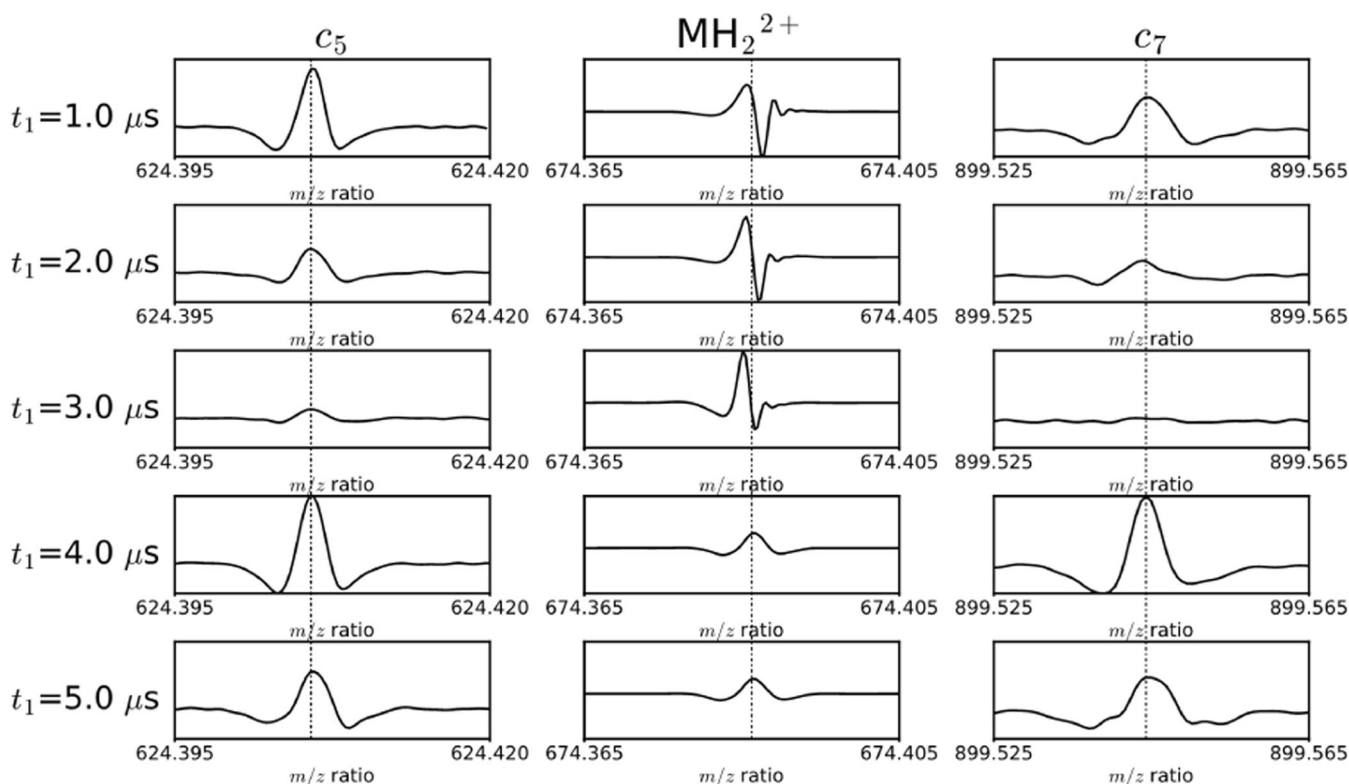 c₅ MH₂²⁺ c₇
t₁=1.0 μs
624.395 624.420 674.365 674.405 899.525 899.565
m/z ratio m/z ratio m/z ratio
t₁=2.0 μs
624.395 624.420 674.365 674.405 899.525 899.565
m/z ratio m/z ratio m/z ratio
t₁=3.0 μs
624.395 624.420 674.365 674.405 899.525 899.565
m/z ratio m/z ratio m/z ratio
t₁=4.0 μs
624.395 624.420 674.365 674.405 899.525 899.565
m/z ratio m/z ratio m/z ratio
t₁=5.0 μs
624.395 624.420 674.365 674.405 899.525 899.565
m/z ratio m/z ratio m/z ratio